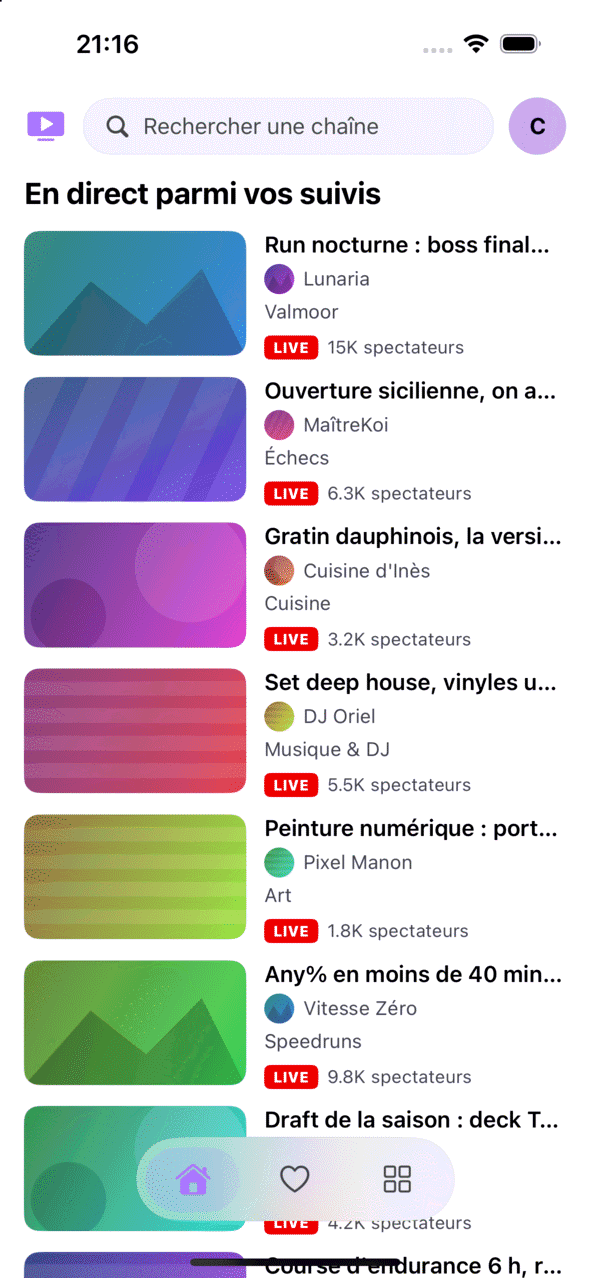 21:16
Rechercher une chaîne
C
En direct parmi vos suivis
Run nocturne : boss final...
Lunaria
Valmoor
LIVE 15K spectateurs
Ouverture sicilienne, on a...
MaîtreKoi
Échecs
LIVE 6.3K spectateurs
Gratin dauphinois, la versi...
Cuisine d'Inès
Cuisine
LIVE 3.2K spectateurs
Set deep house, vinyles u...
DJ Oriel
Musique & DJ
LIVE 5.5K spectateurs
Peinture numérique : port...
Pixel Manon
Art
LIVE 1.8K spectateurs
Any% en moins de 40 min...
Vitesse Zéro
Speedruns
LIVE 9.8K spectateurs
Draft de la saison : deck T...
LIVE 4.2K spectateurs
Course d'endurance 6 h, r...